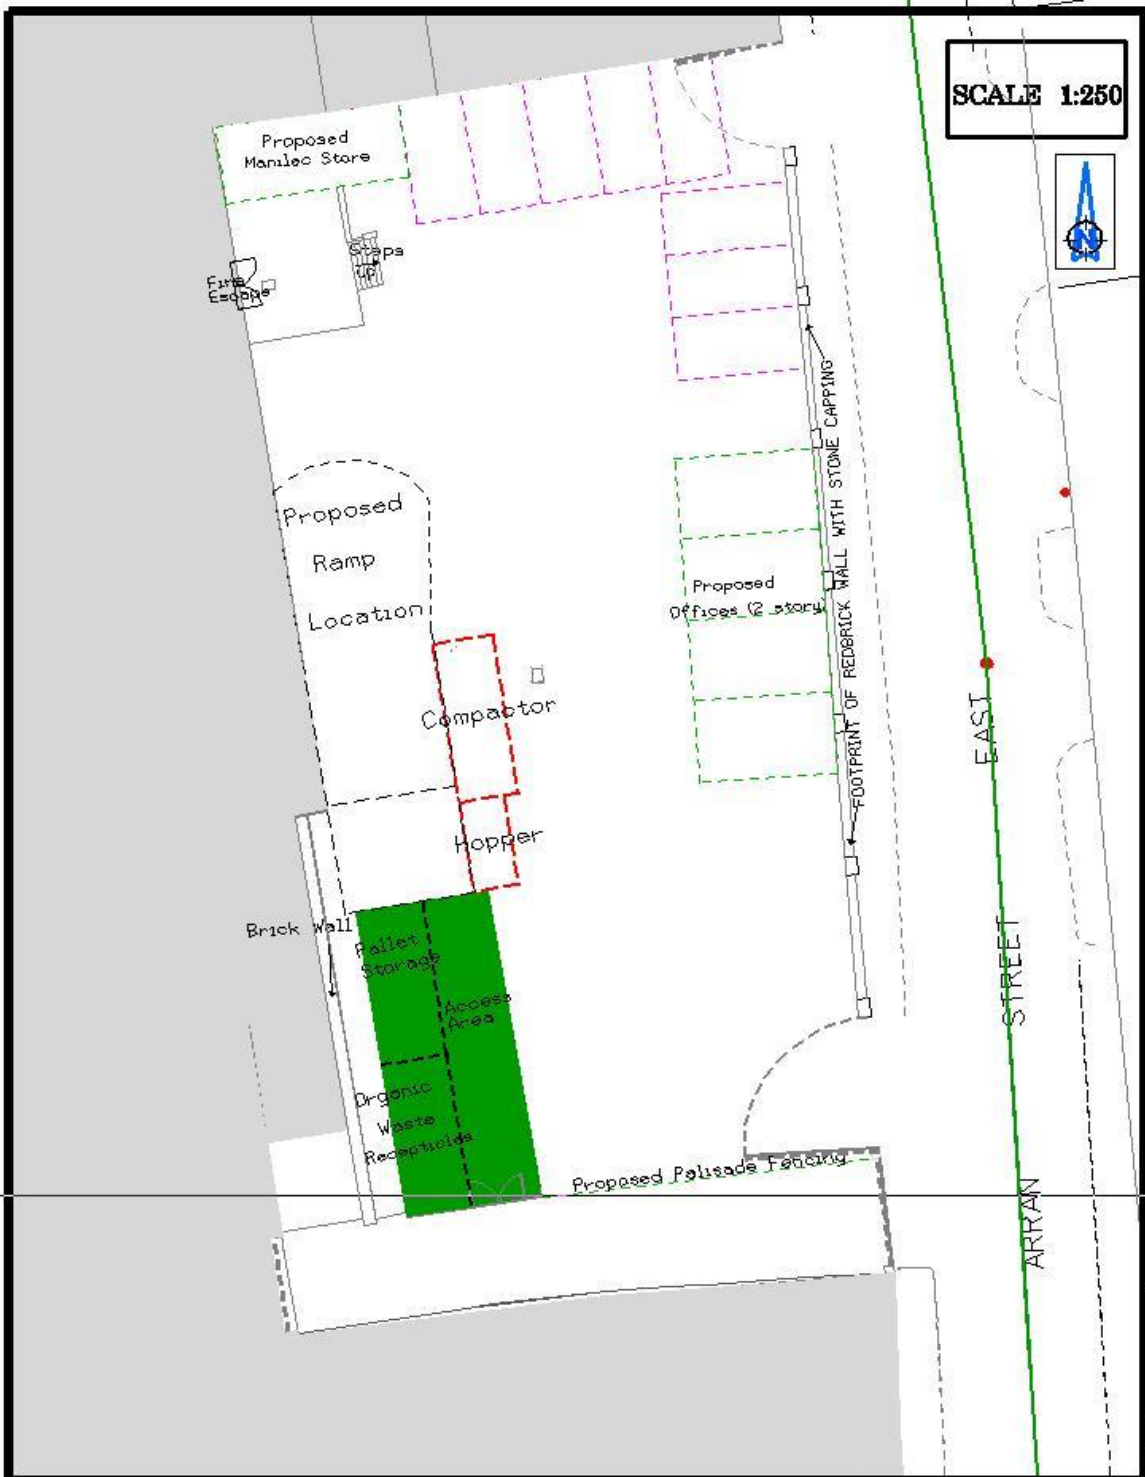 SCALE 1:250
Proposed
Manilec Store
N
Steps
up
Fire
Escape
FOOTPRINT OF REDBRICK WALL WITH STONE CAPPING
Proposed
Ramp
Location
Proposed
Offices (2 story)
Compactor
Hopper
EAST
STREET
ARRAN
Brick Wall
Pallet
Storage
Access
Area
Organic
Waste
Recepticles
Proposed Palisade Fencing